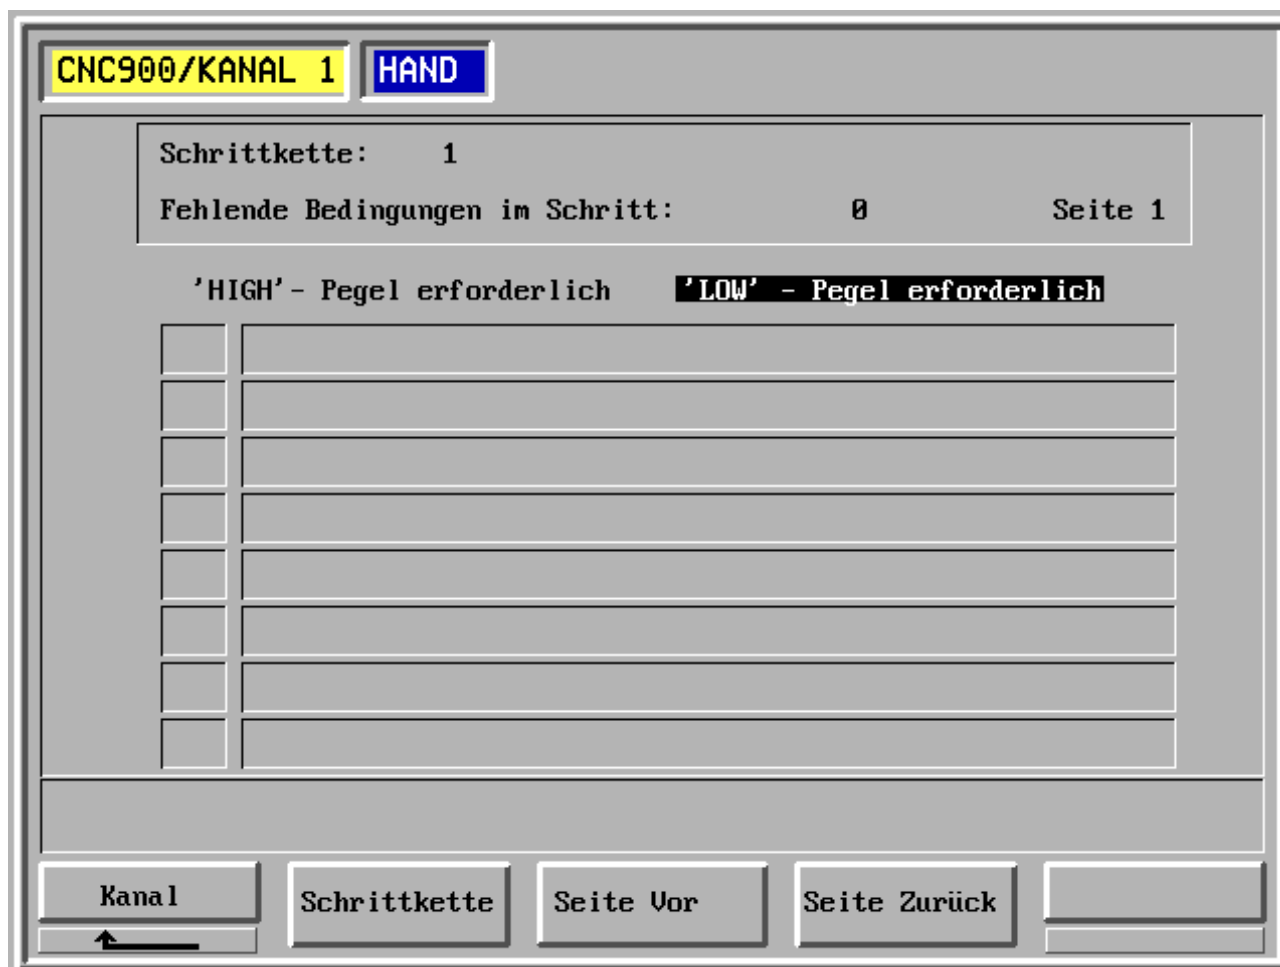 CNC900/KANAL 1 HAND
Schrittkette: 1
Fehlende Bedingungen im Schritt: 0 Seite 1
'HIGH'- Pegel erforderlich 'LOW' - Pegel erforderlich
Kanal Schrittkette Seite Vor Seite Zurück